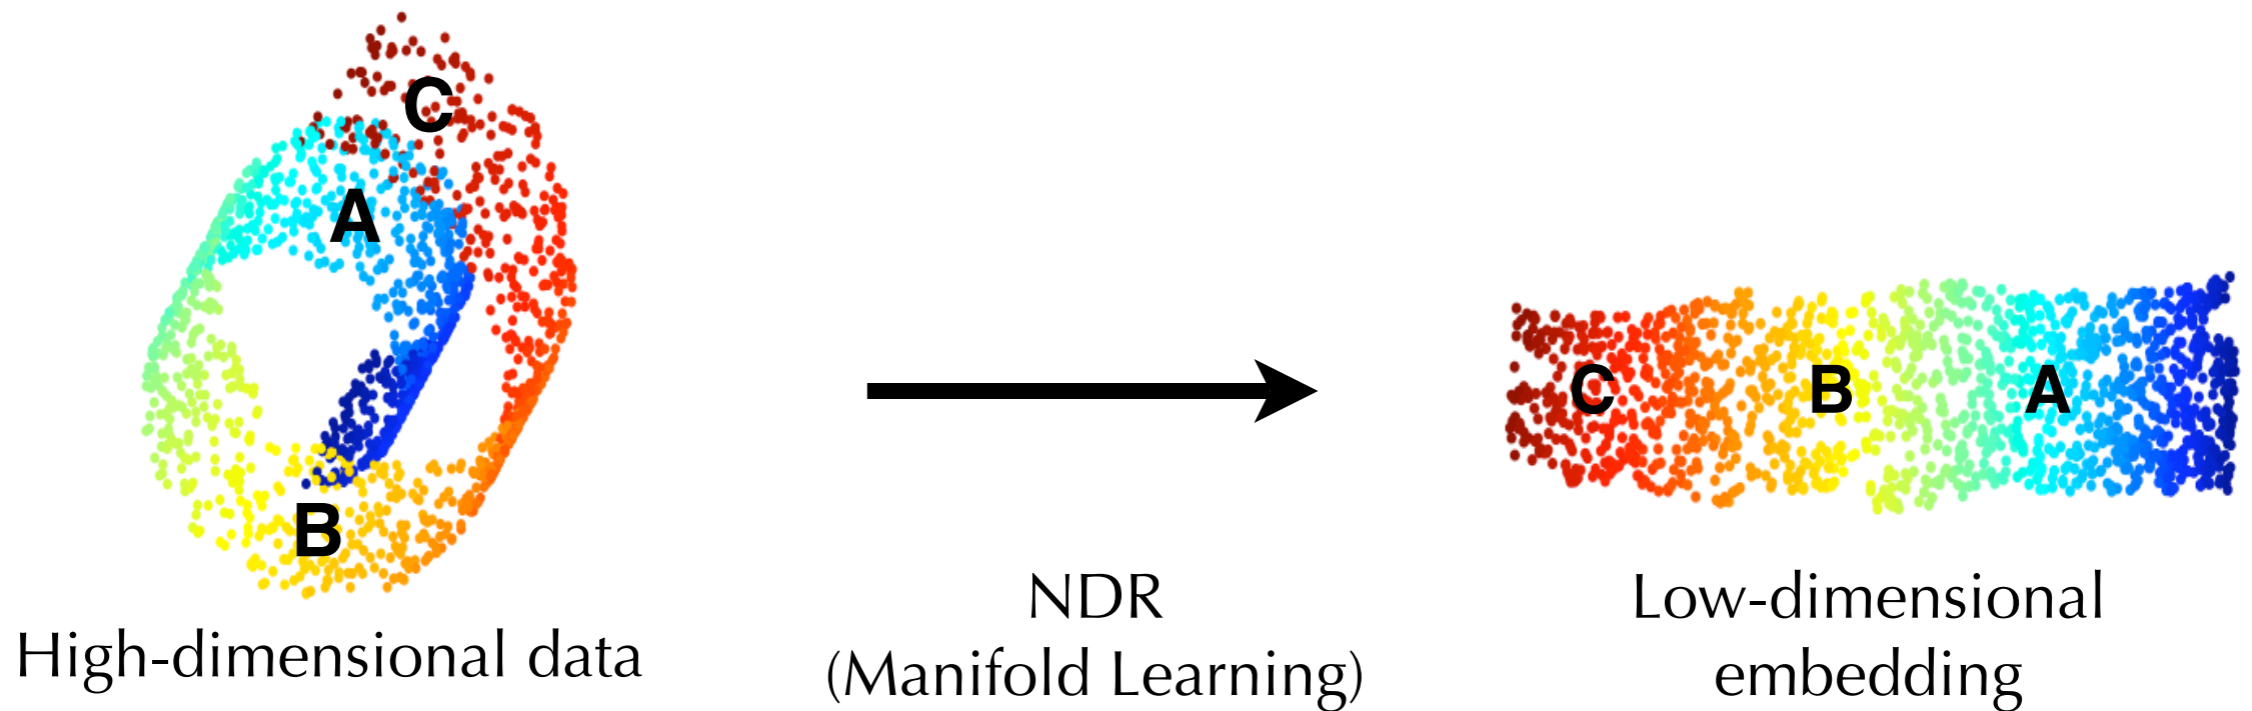 C
A
B
High-dimensional data
NDR
(Manifold Learning)
C B A
Low-dimensional
embedding